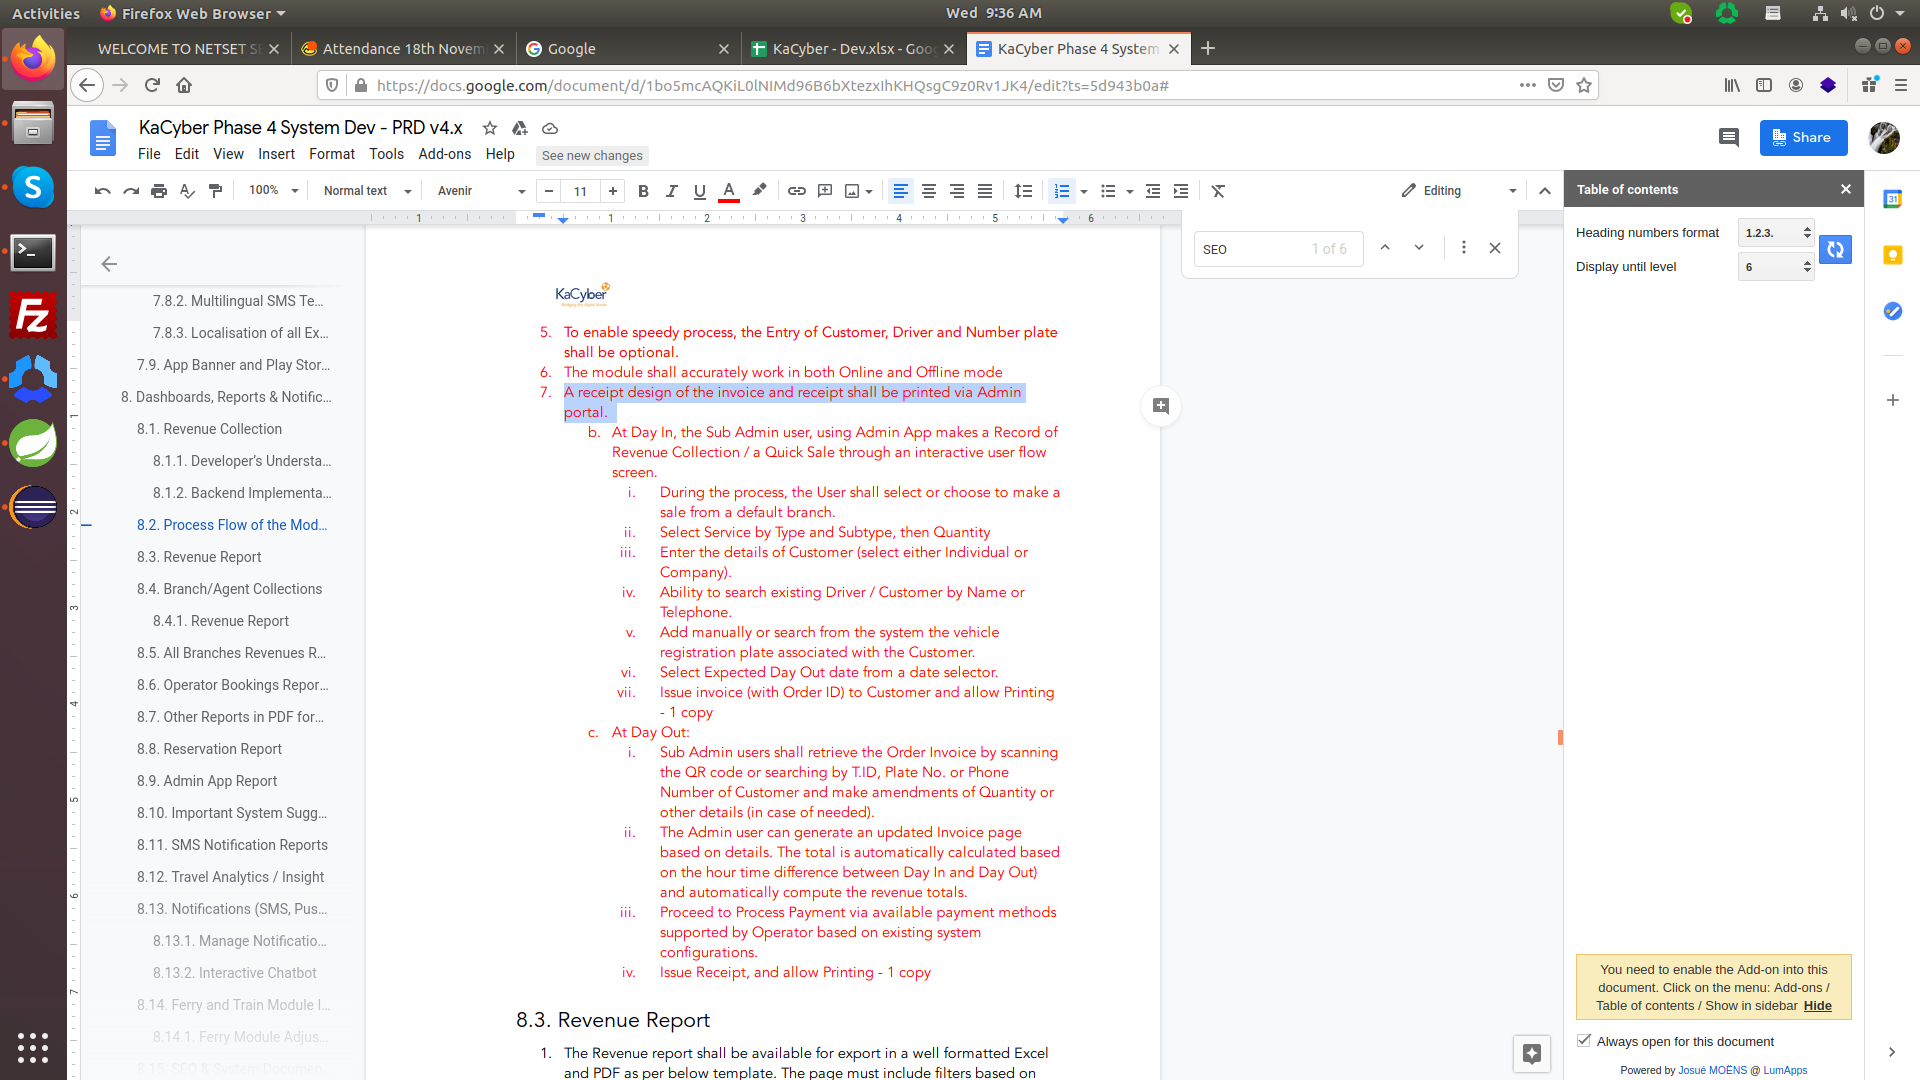 Activities
Firefox Web Browser
Wed 9:36 AM
WELCOME TO NETSET S
Attendance 18th Novem
Google
KaCyber - Dev.xlsx - Goo
KaCyber Phase 4 System
https://docs.google.com/document/d/1bo5mcAQKiL0lNIMd96B6bXtezxIhKHQsgC9z0Rv1JK4/edit?ts=5d943b0a#
KaCyber Phase 4 System Dev - PRD v4.x
File Edit View Insert Format Tools Add-ons Help
See new changes
Share
100%
Normal text
Avenir
11
Editing
Table of contents
Heading numbers format 1.2.3.
Display until level 6
SEO 1 of 6
7.8.2. Multilingual SMS Te...
7.8.3. Localisation of all Ex...
7.9. App Banner and Play Stor...
8. Dashboards, Reports & Notific...
8.1. Revenue Collection
8.1.1. Developer's Understa...
8.1.2. Backend Implementa...
8.2. Process Flow of the Mod...
8.3. Revenue Report
8.4. Branch/Agent Collections
8.4.1. Revenue Report
8.5. All Branches Revenues R...
8.6. Operator Bookings Repor...
8.7. Other Reports in PDF for...
8.8. Reservation Report
8.9. Admin App Report
8.10. Important System Sugg...
8.11. SMS Notification Reports
8.12. Travel Analytics / Insight
8.13. Notifications (SMS, Pus...
8.13.1. Manage Notificatio...
8.13.2. Interactive Chatbot
8.14. Ferry and Train Module I...
8.14.1. Ferry Module Adjus...
8.15. SEO & System Documen...
KaCyber
5. To enable speedy process, the Entry of Customer, Driver and Number plate
shall be optional.
6. The module shall accurately work in both Online and Offline mode
7. A receipt design of the invoice and receipt shall be printed via Admin
portal.
b. At Day In, the Sub Admin user, using Admin App makes a Record of
Revenue Collection / a Quick Sale through an interactive user flow
screen.
i. During the process, the User shall select or choose to make a
sale from a default branch.
ii. Select Service by Type and Subtype, then Quantity
iii. Enter the details of Customer (select either Individual or
Company).
iv. Ability to search existing Driver / Customer by Name or
Telephone.
v. Add manually or search from the system the vehicle
registration plate associated with the Customer.
vi. Select Expected Day Out date from a date selector.
vii. Issue invoice (with Order ID) to Customer and allow Printing
- 1 copy
c. At Day Out:
i. Sub Admin users shall retrieve the Order Invoice by scanning
the QR code or searching by T.ID, Plate No. or Phone
Number of Customer and make amendments of Quantity or
other details (in case of needed).
ii. The Admin user can generate an updated Invoice page
based on details. The total is automatically calculated based
on the hour time difference between Day In and Day Out)
and automatically compute the revenue totals.
iii. Proceed to Process Payment via available payment methods
supported by Operator based on existing system
configurations.
iv. Issue Receipt, and allow Printing - 1 copy
8.3. Revenue Report
1. The Revenue report shall be available for export in a well formatted Excel
and PDF as per below template. The page must include filters based on
You need to enable the Add-on into this
document. Click on the menu: Add-ons /
Table of contents / Show in sidebar Hide
Always open for this document
Powered by Josué MOËNS @ LumApps